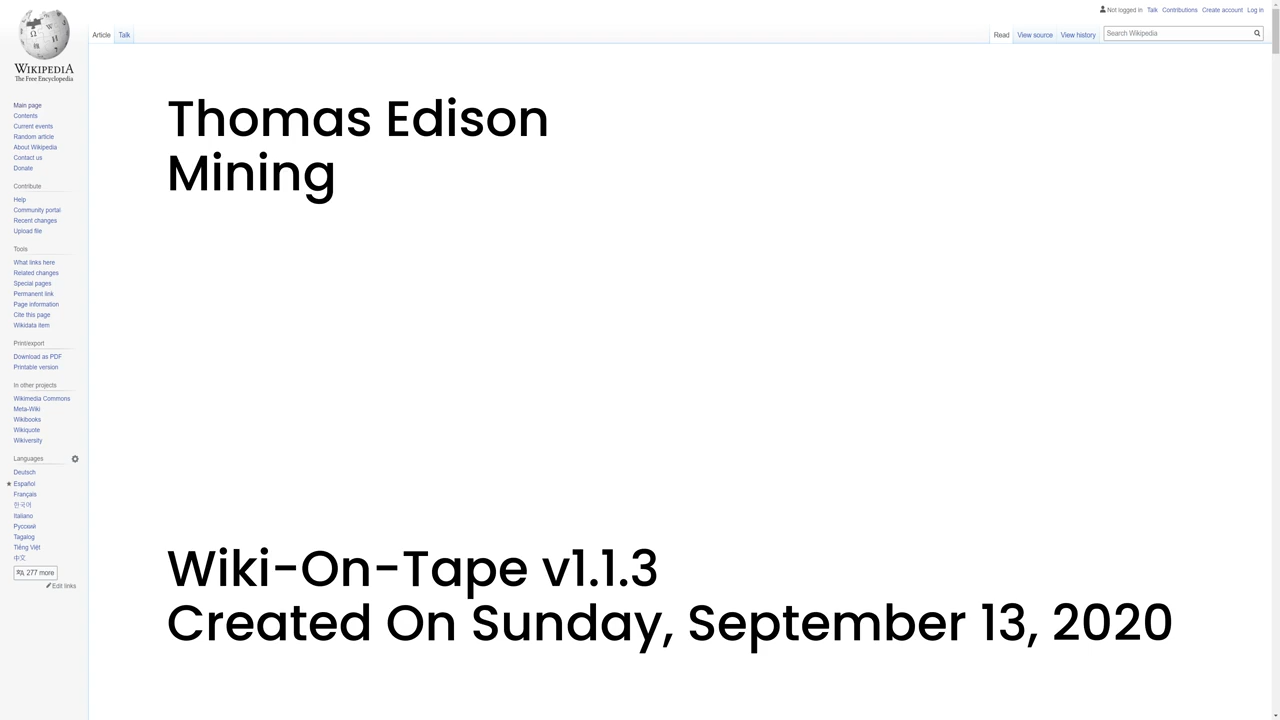 Not logged in Talk Contributions Create account Log in
Article Talk Read View source View history Search Wikipedia
WIKIPEDIA
The Free Encyclopedia
Main page
Contents
Current events
Random article
About Wikipedia
Contact us
Donate
Contribute
Help
Community portal
Recent changes
Upload file
Tools
What links here
Related changes
Special pages
Permanent link
Page information
Cite this page
Wikidata item
Print/export
Download as PDF
Printable version
In other projects
Wikimedia Commons
Meta-Wiki
Wikibooks
Wikiquote
Wikiversity
Languages
Deutsch
Español
Français
한국어
Italiano
Русский
Tagalog
Tiếng Việt
中文
277 more
Edit links
Thomas Edison
Mining
Wiki-On-Tape v1.1.3
Created On Sunday, September 13, 2020